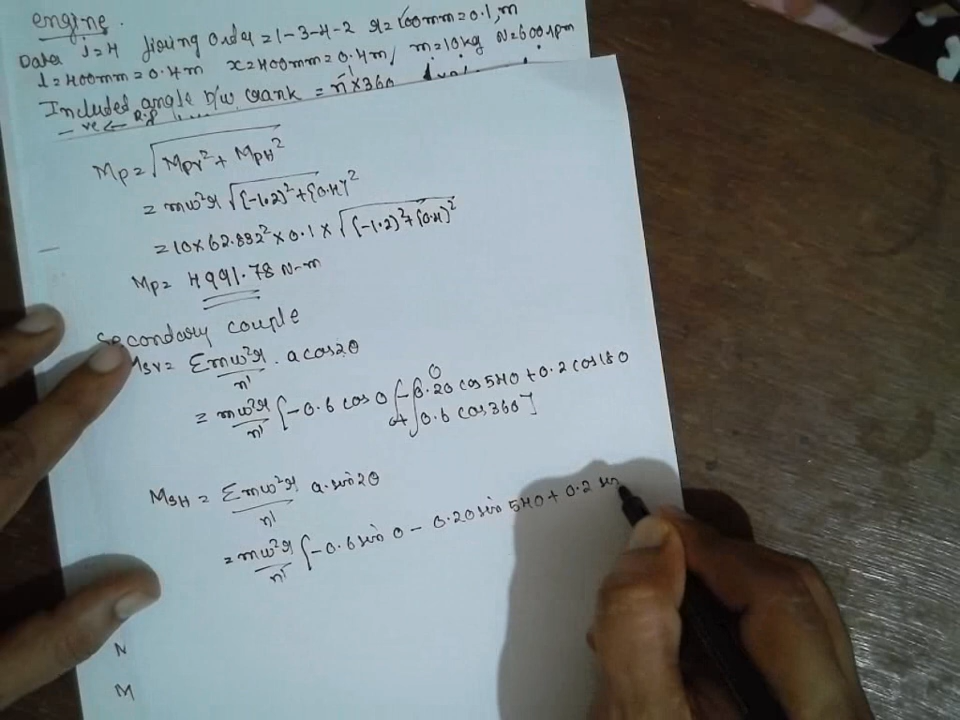 engine.
Data i=4 firing order = 1-3-4-2 r=100mm=0.1,m
l=400mm=0.4m x=400mm=0.4m, m=10kg N=600rpm
Included angle b/w crank = 1/n × 360
-ve ← R.P
Mp = √MPV² + MPH²
= mω²r √(-1.2)² + (0.4)²
= 10×62.832² × 0.1 × √(-1.2)² + (0.4)²
Mp = 4991.78 N-m
Secondary couple
MSV = Σmω²r/n' . a cos2θ
= mω²r/n' [-0.6 cos 0 - 0.20 cos 540 + 0.2 cos 180
+ 0.6 cos 360]
MSH = Σmω²r/n' a.sin2θ
= mω²r/n' [-0.6 sin 0 - 0.20 sin 540 + 0.2 sin
N
M